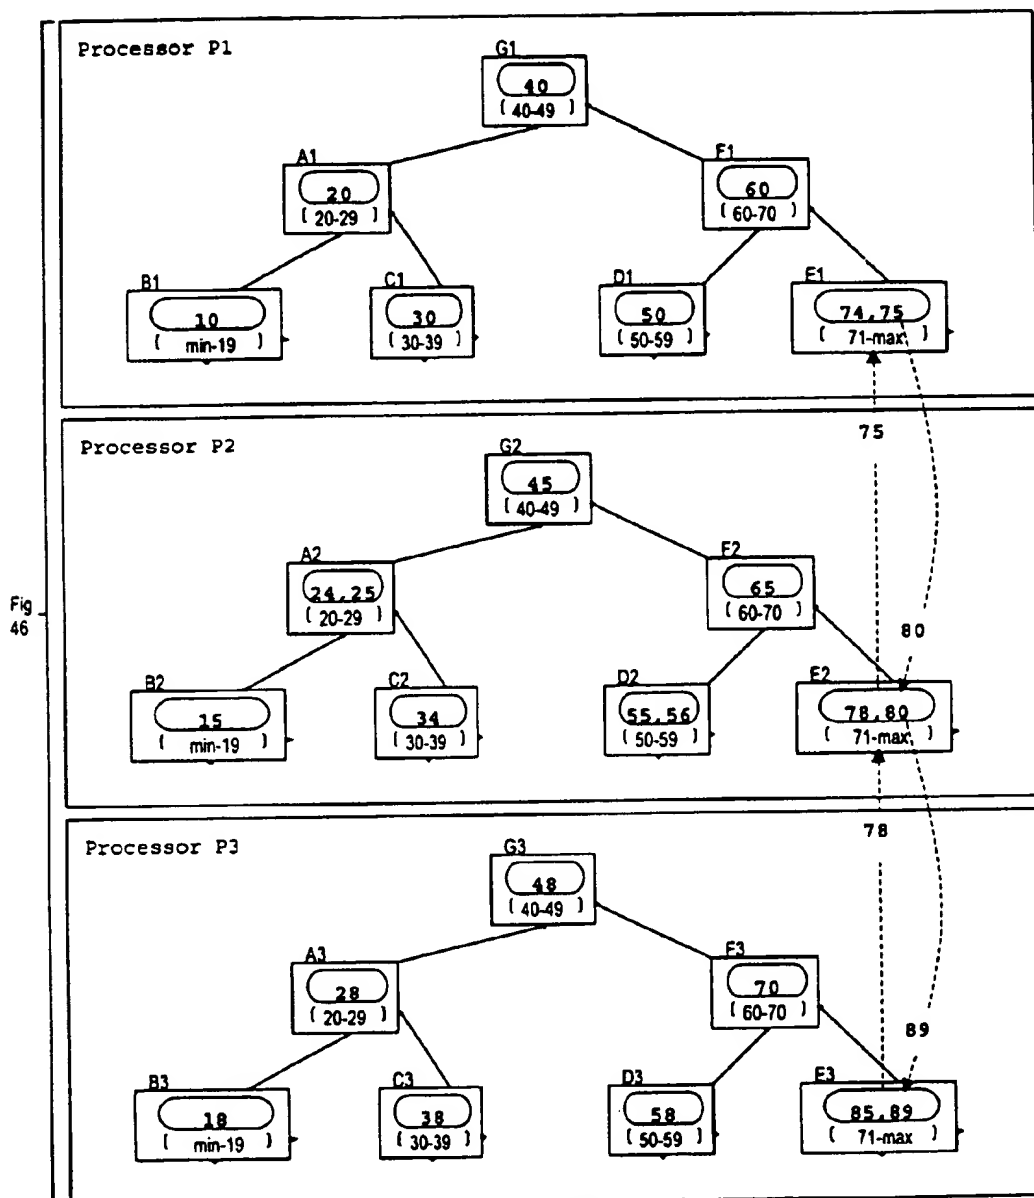 Processor P1
G1
40
( 40-49 )
A1
20
( 20-29 )
F1
60
( 60-70 )
B1
10
( min-19 )
C1
30
( 30-39 )
D1
50
( 50-59 )
E1
74,75
( 71-max )
75
80
Fig
46
Processor P2
G2
45
( 40-49 )
A2
24,25
( 20-29 )
F2
65
( 60-70 )
B2
15
( min-19 )
C2
34
( 30-39 )
D2
55,56
( 50-59 )
E2
78,80
( 71-max )
78
89
Processor P3
G3
48
( 40-49 )
A3
28
( 20-29 )
F3
70
( 60-70 )
B3
18
( min-19 )
C3
38
( 30-39 )
D3
58
( 50-59 )
E3
85,89
( 71-max )